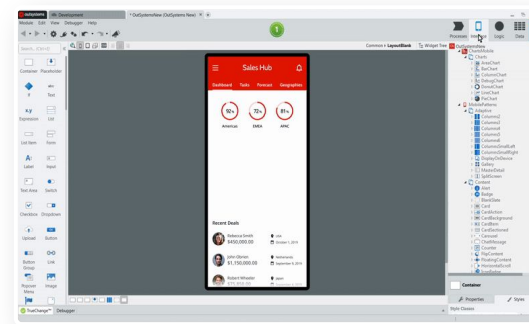 outsystems
Development
*OutSystemsNew (OutSystems New)
Module Edit View Debugger Help
1
Processes Interface Logic Data
Search... (Ctrl+E)
Common ▸ LayoutBlank Widget Tree
OutSystemsNew
Container Placeholder
If Text
Expression List
List Item Form
Label Input
Text Area Switch
Checkbox Dropdown
Upload Button
Button Group Link
Popover Menu Image
Sales Hub
Dashboard Tasks Forecast Geographies
92% 72% 81%
Americas EMEA APAC
Recent Deals
Rebecca Smith USA
$450,000.00 October 1, 2019
John Obrien Netherlands
$1,150,000.00 September 8, 2019
Robert Wheeler
ChartsMobile
Charts
AreaChart
BarChart
ColumnChart
DebugChart
DonutChart
LineChart
PieChart
MobilePatterns
Adaptive
Columns2
Columns3
Columns4
Columns5
Columns6
ColumnsSmallLeft
ColumnsSmallRight
DisplayOnDevice
Gallery
MasterDetail
SplitScreen
Content
Alert
Badge
BlankSlate
Card
CardAction
CardBackground
CardItem
CardSectioned
Carousel
ChatMessage
Counter
FlipContent
FloatingContent
HorizontalScroll
Container
Properties Styles
Style Classes
TrueChange™ Debugger